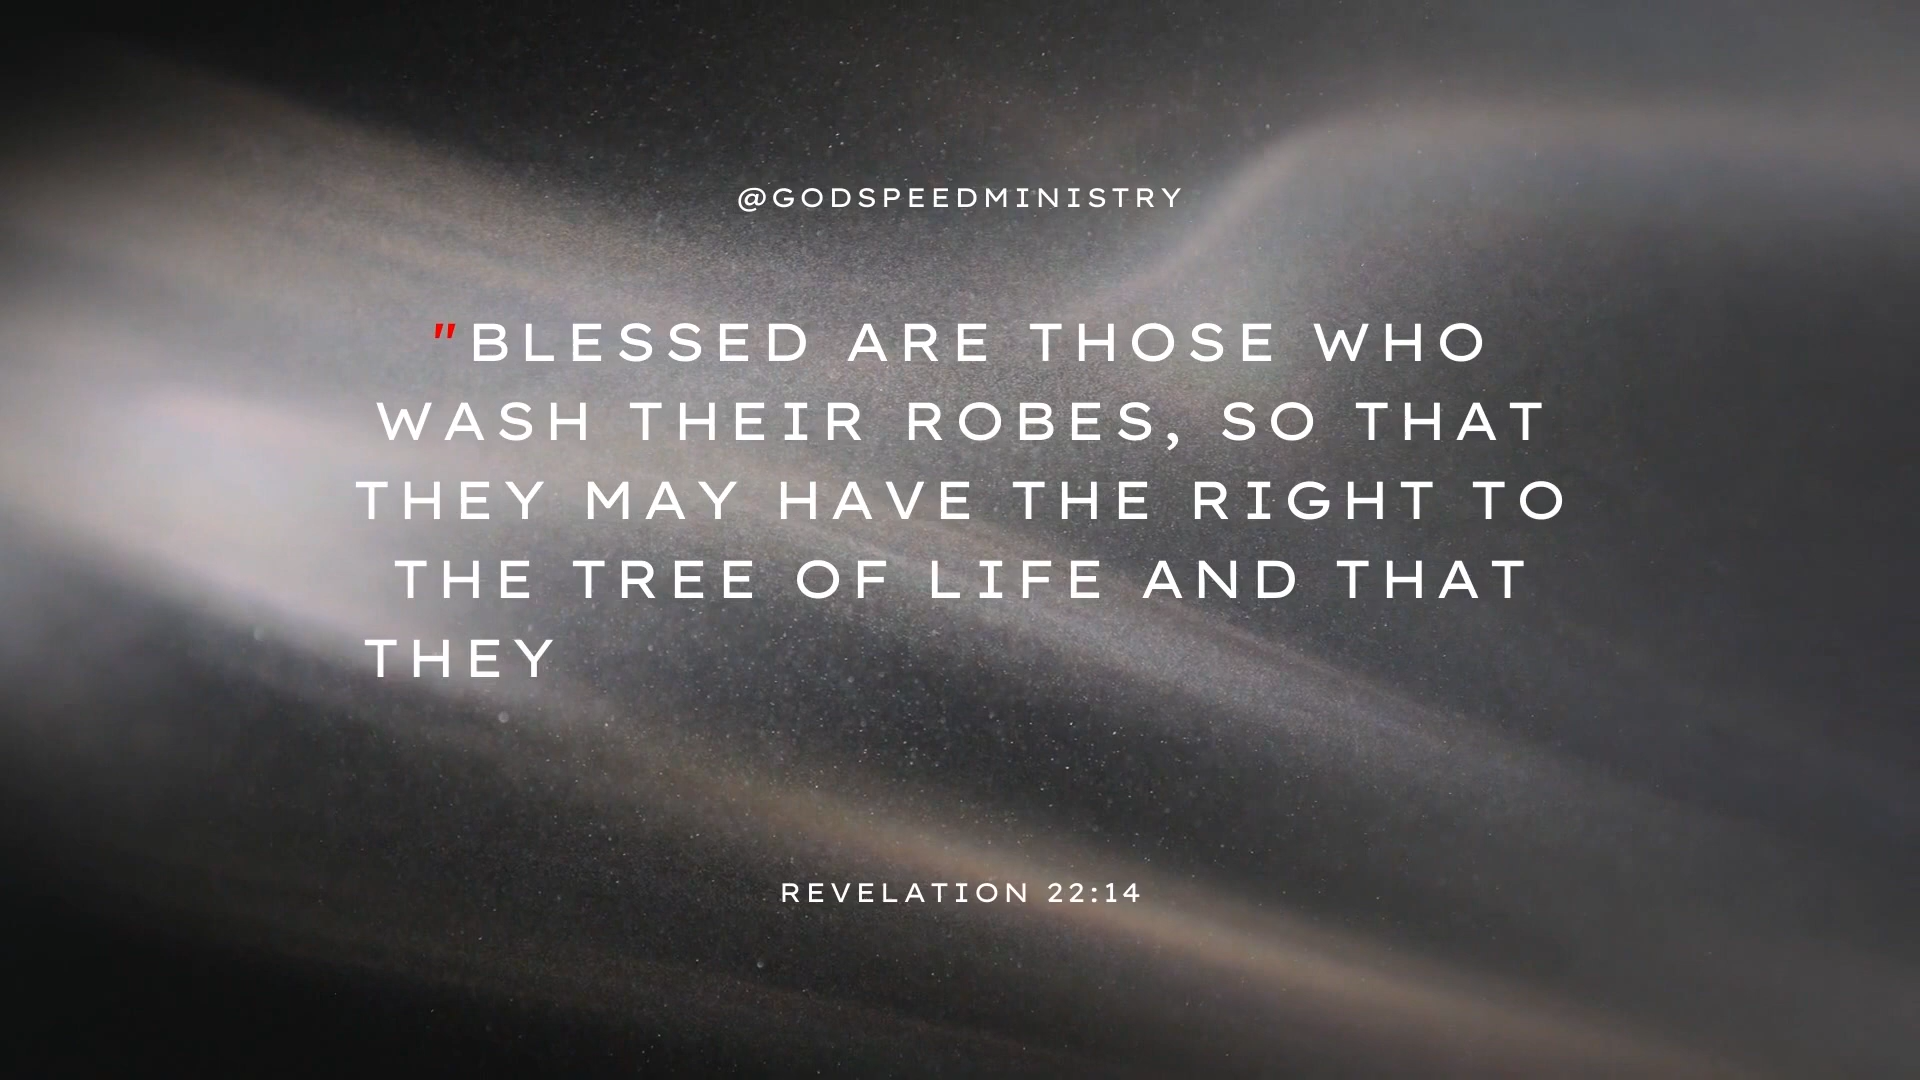 @GODSPEEDMINISTRY
"BLESSED ARE THOSE WHO
WASH THEIR ROBES, SO THAT
THEY MAY HAVE THE RIGHT TO
THE TREE OF LIFE AND THAT
THEY
REVELATION 22:14